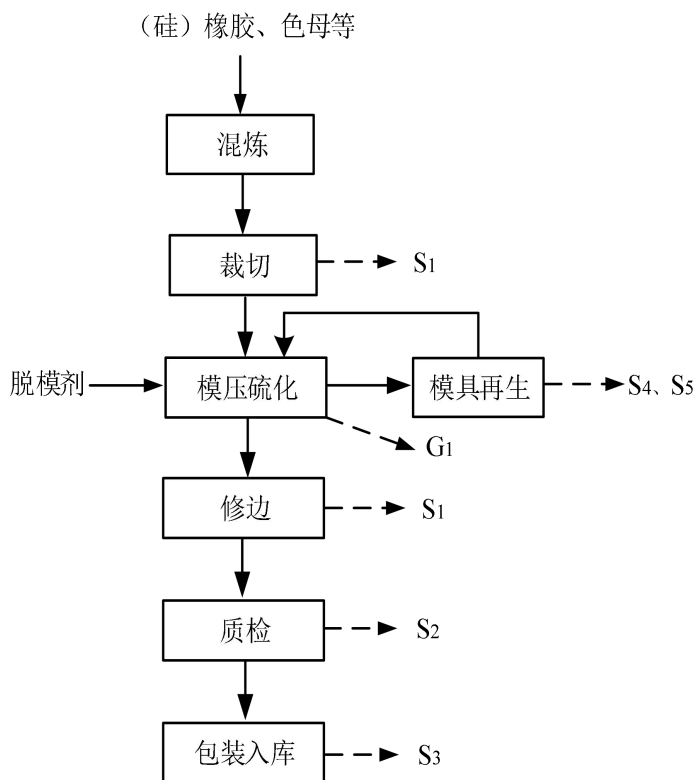 （硅）橡胶、色母等
混炼
裁切
S1
脱模剂
模压硫化
模具再生
S4、S5
G1
修边
S1
质检
S2
包装入库
S3